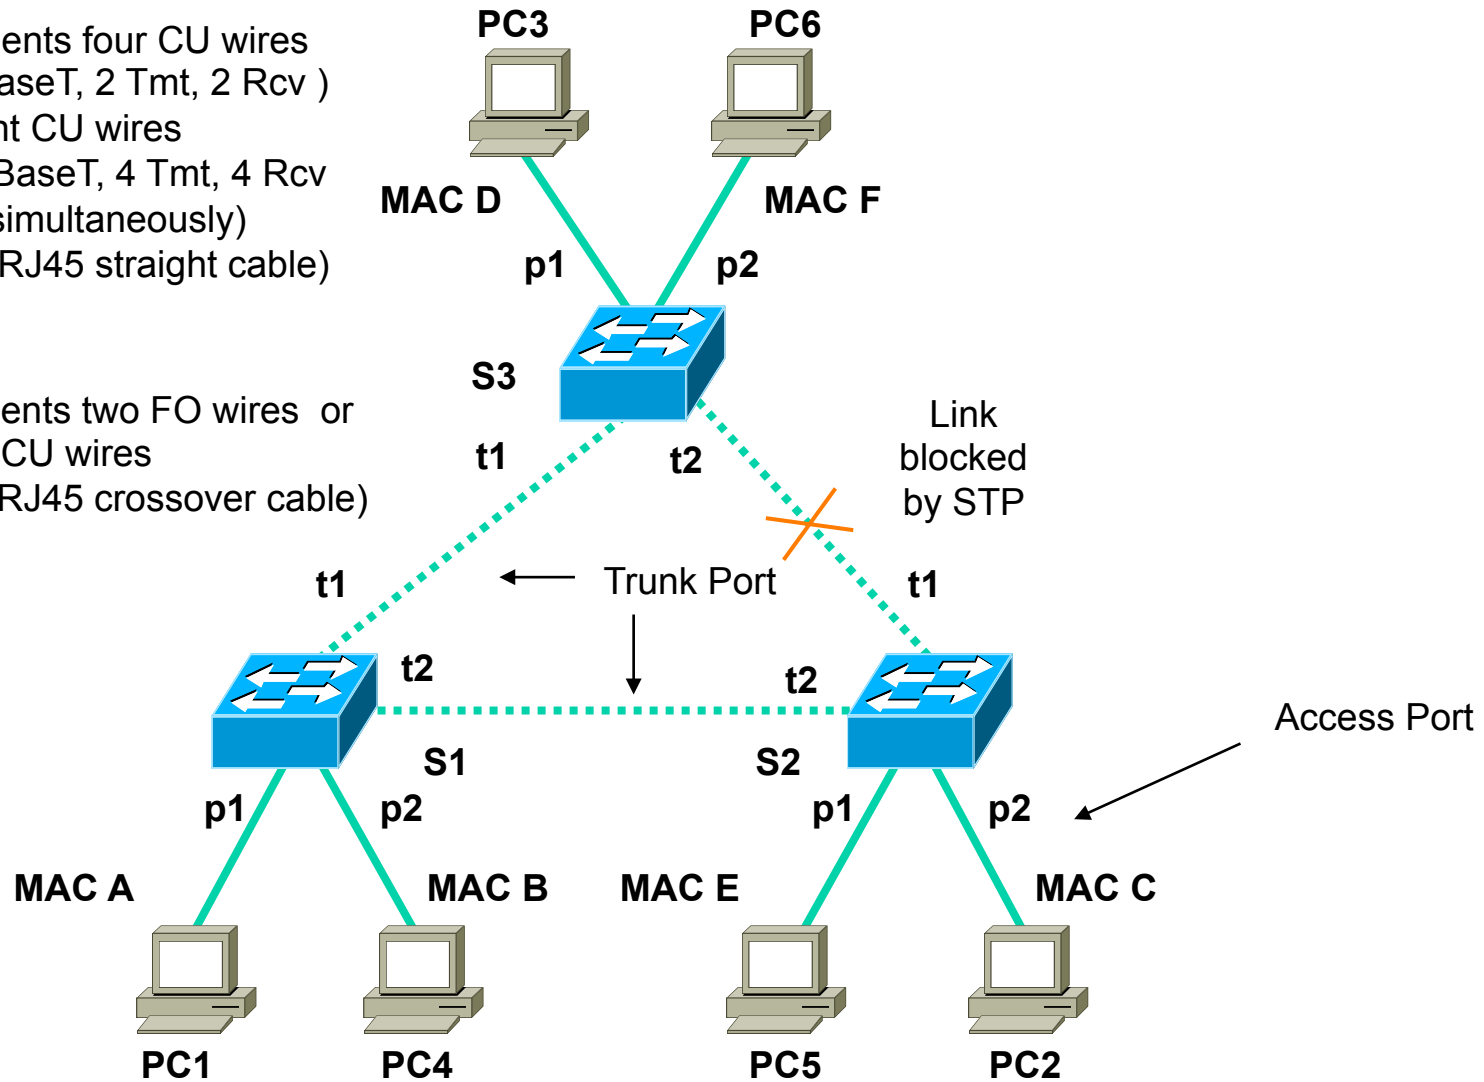 PC3
PC6
ents four CU wires
aseT, 2 Tmt, 2 Rcv )
nt CU wires
BaseT, 4 Tmt, 4 Rcv
simultaneously)
RJ45 straight cable)
MAC D
MAC F
p1
p2
S3
ents two FO wires or
CU wires
RJ45 crossover cable)
t1
t2
Link
blocked
by STP
t1
Trunk Port
t1
t2
t2
S1
S2
Access Port
p1
p2
p1
p2
MAC A
MAC B
MAC E
MAC C
PC1
PC4
PC5
PC2